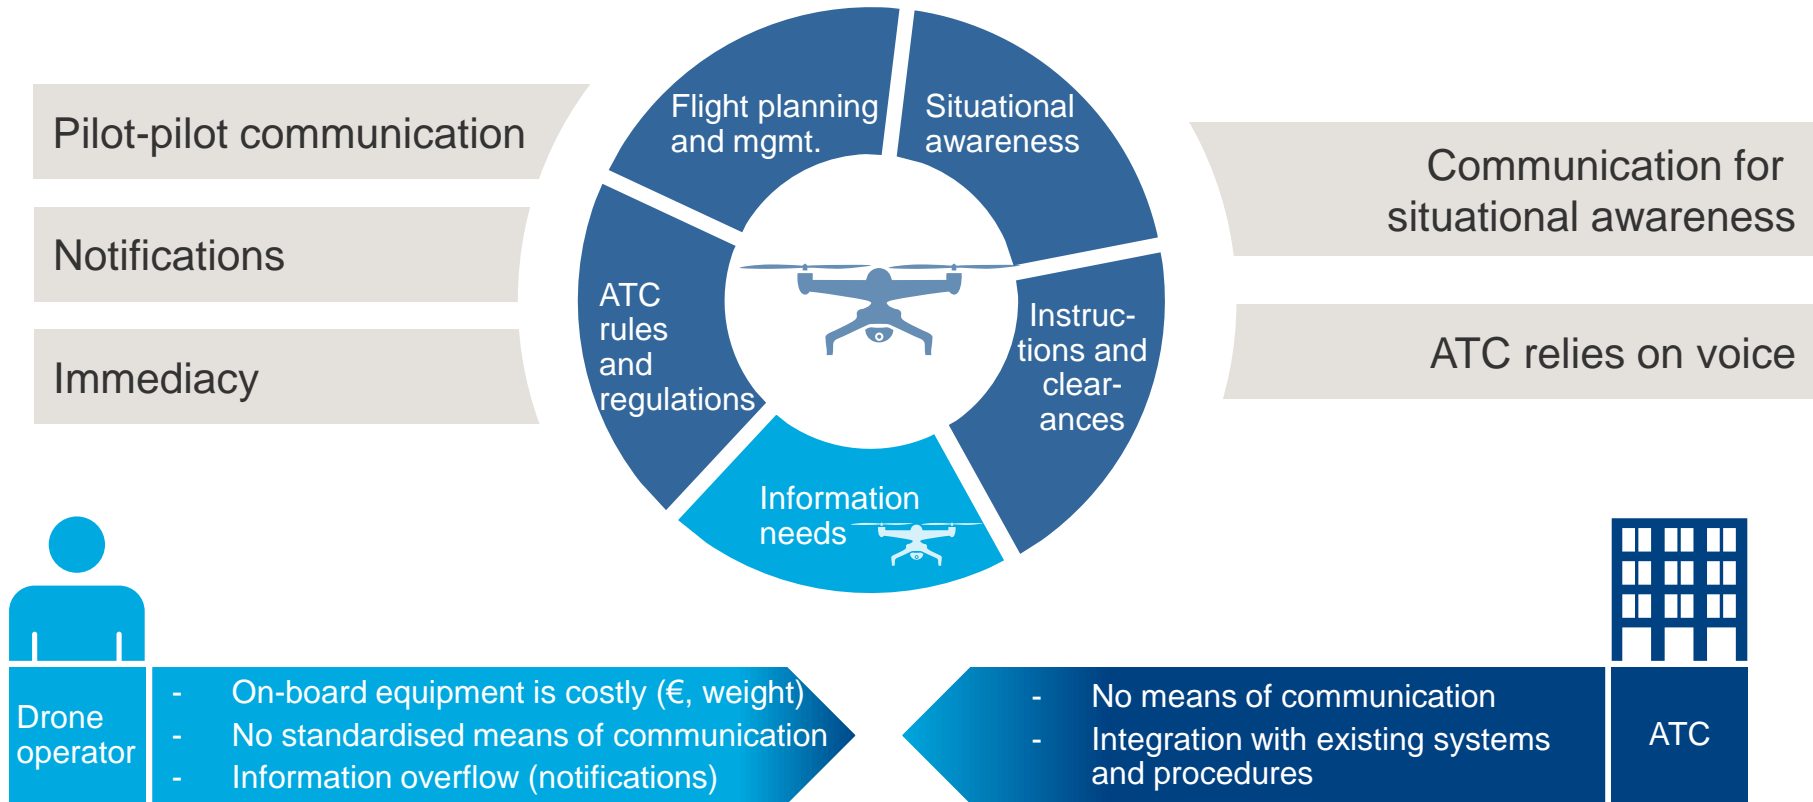 Pilot-pilot communication
Notifications
Immediacy
Flight planning
and mgmt.
Situational
awareness
ATC
rules
and
regulations
Instruc-
tions and
clear-
ances
Information
needs
Communication for
situational awareness
ATC relies on voice
Drone
operator
- On-board equipment is costly (€, weight)
- No standardised means of communication
- Information overflow (notifications)
- No means of communication
- Integration with existing systems
and procedures
ATC